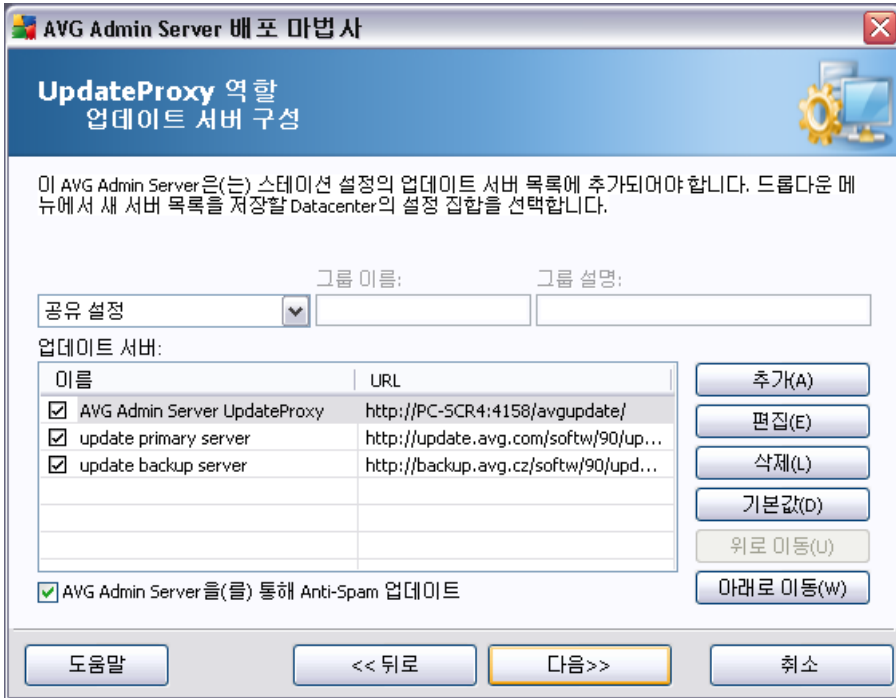 AVG Admin Server 배포 마법사
UpdateProxy 역할
업데이트 서버 구성
이 AVG Admin Server은(는) 스테이션 설정의 업데이트 서버 목록에 추가되어야 합니다. 드롭다운 메
뉴에서 새 서버 목록을 저장할 Datacenter의 설정 집합을 선택합니다.
그룹 이름: 그룹 설명:
공유 설정
업데이트 서버:
이름 URL
AVG Admin Server UpdateProxy http://PC-SCR4:4158/avgupdate/
update primary server http://update.avg.com/softw/90/up...
update backup server http://backup.avg.cz/softw/90/upd...
추가(A)
편집(E)
삭제(L)
기본값(D)
위로 이동(U)
아래로 이동(W)
AVG Admin Server을(를) 통해 Anti-Spam 업데이트
도움말 << 뒤로 다음>> 취소